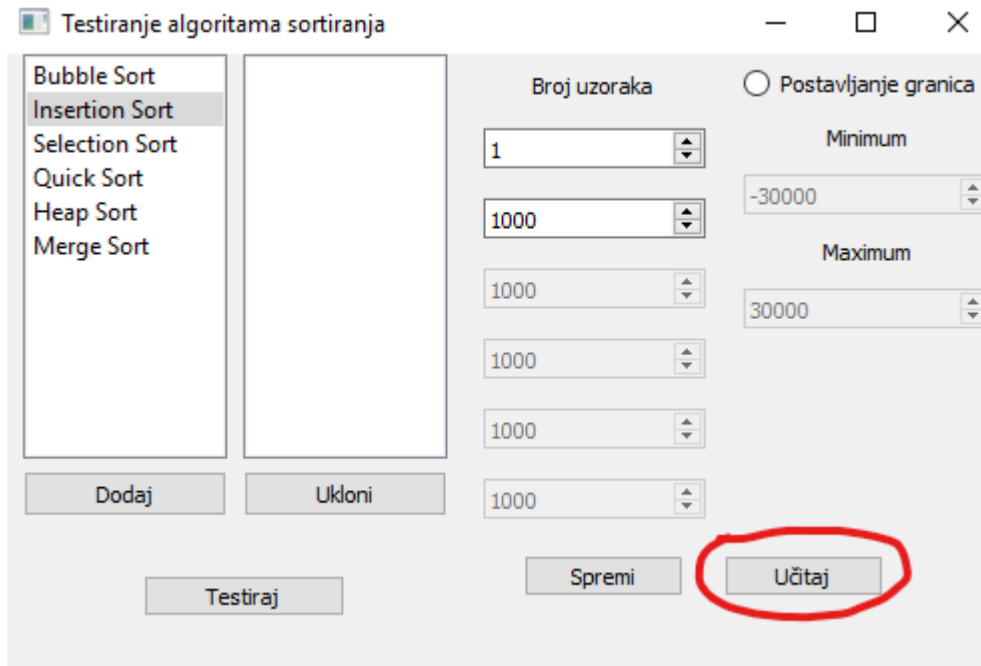 Testiranje algoritama sortiranja
Bubble Sort
Insertion Sort
Selection Sort
Quick Sort
Heap Sort
Merge Sort
Dodaj
Ukloni
Testiraj
Broj uzoraka
1
1000
1000
1000
1000
1000
Postavljanje granica
Minimum
-30000
Maximum
30000
Spremi
Učitaj